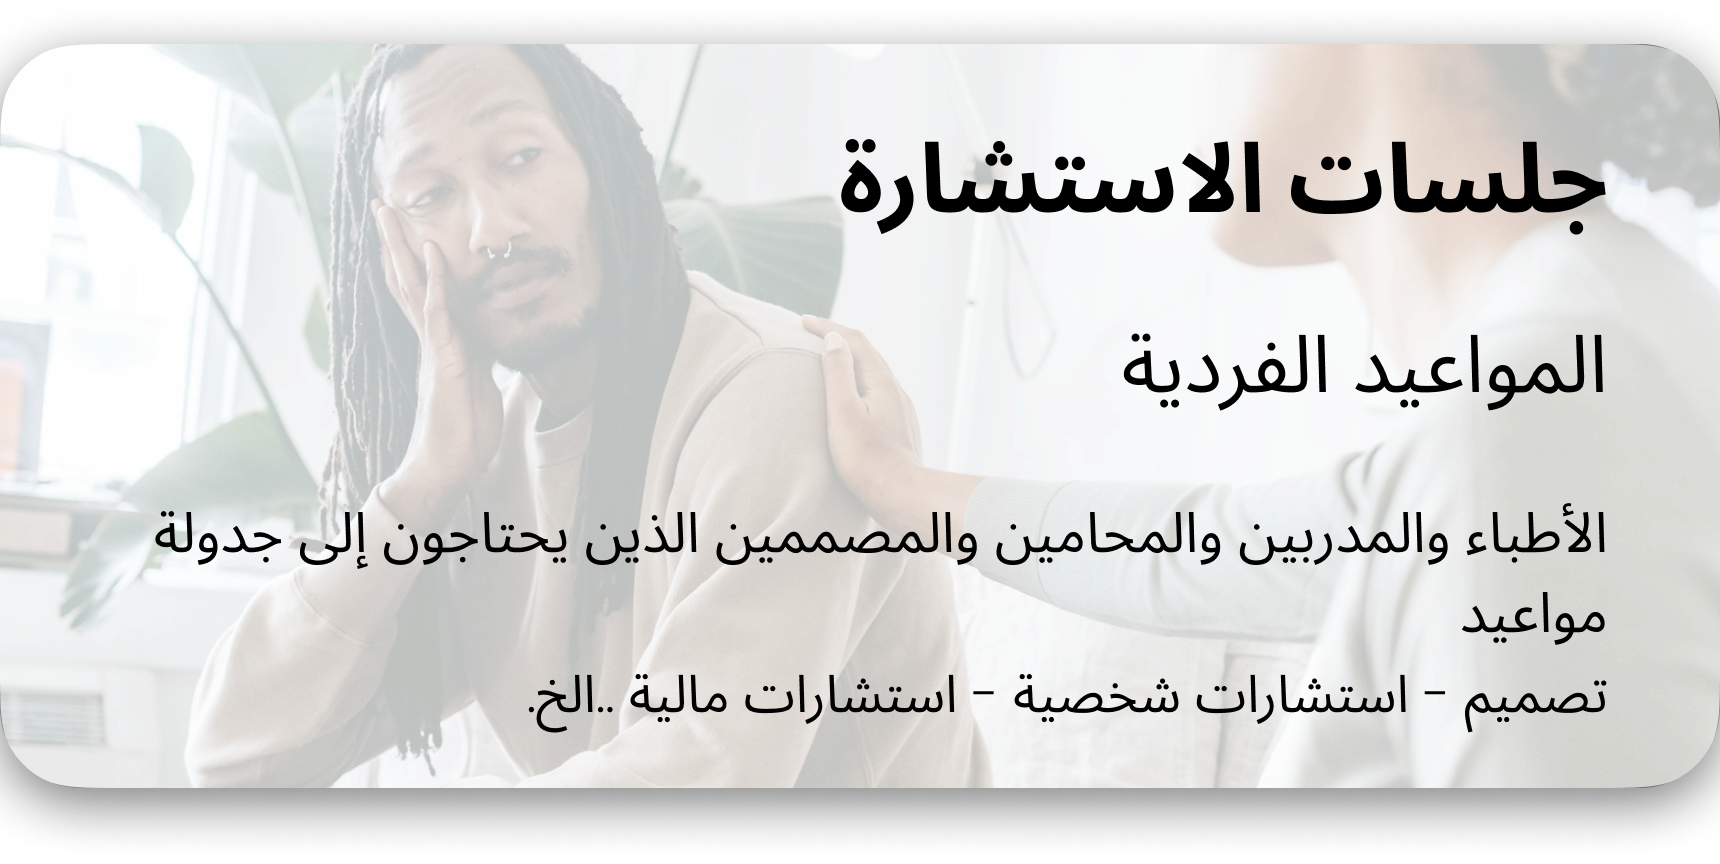 جلسات الاستشارة
المواعيد الفردية
الأطباء والمدربين والمحامين والمصممين الذين يحتاجون إلى جدولة
مواعيد
تصميم – استشارات شخصية – استشارات مالية ..الخ.